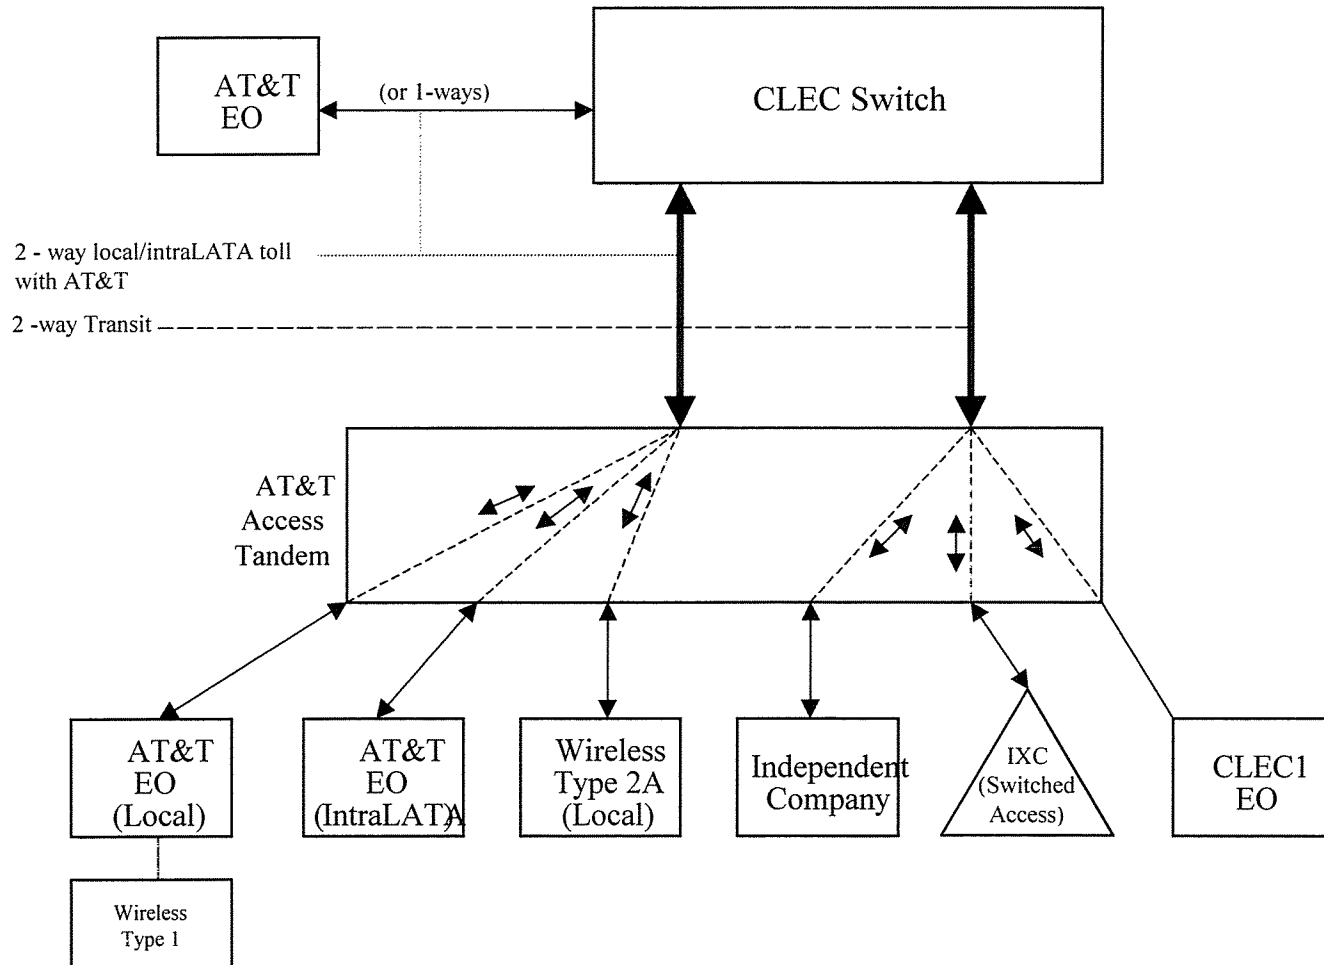 AT&T
EO
(or 1-ways)
CLEC Switch
2 - way local/intraLATA toll
with AT&T
2 -way Transit
AT&T
Access
Tandem
AT&T
EO
(Local)
AT&T
EO
(IntraLATA)
Wireless
Type 2A
(Local)
Independent
Company
IXC
(Switched
Access)
CLEC1
EO
Wireless
Type 1